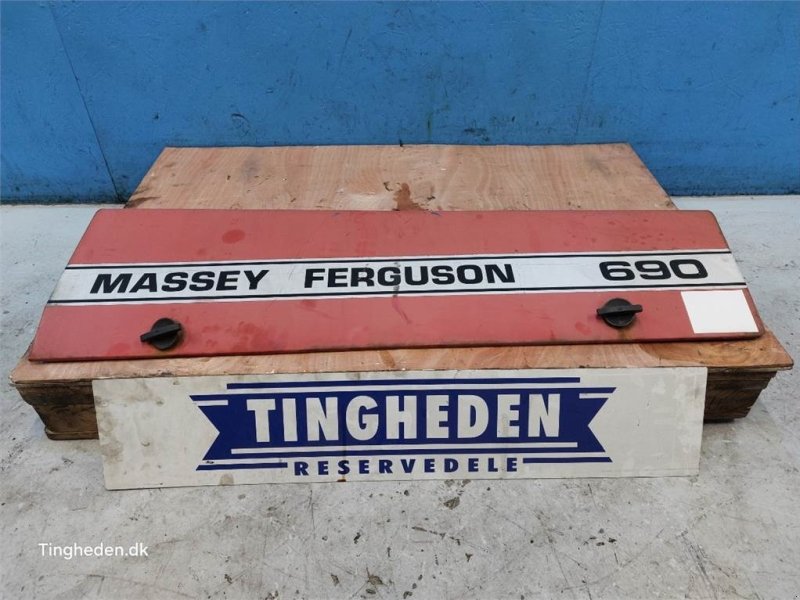 MASSEY FERGUSON 690
TINGHEDEN
RESERVEDELE
Tingheden.dk